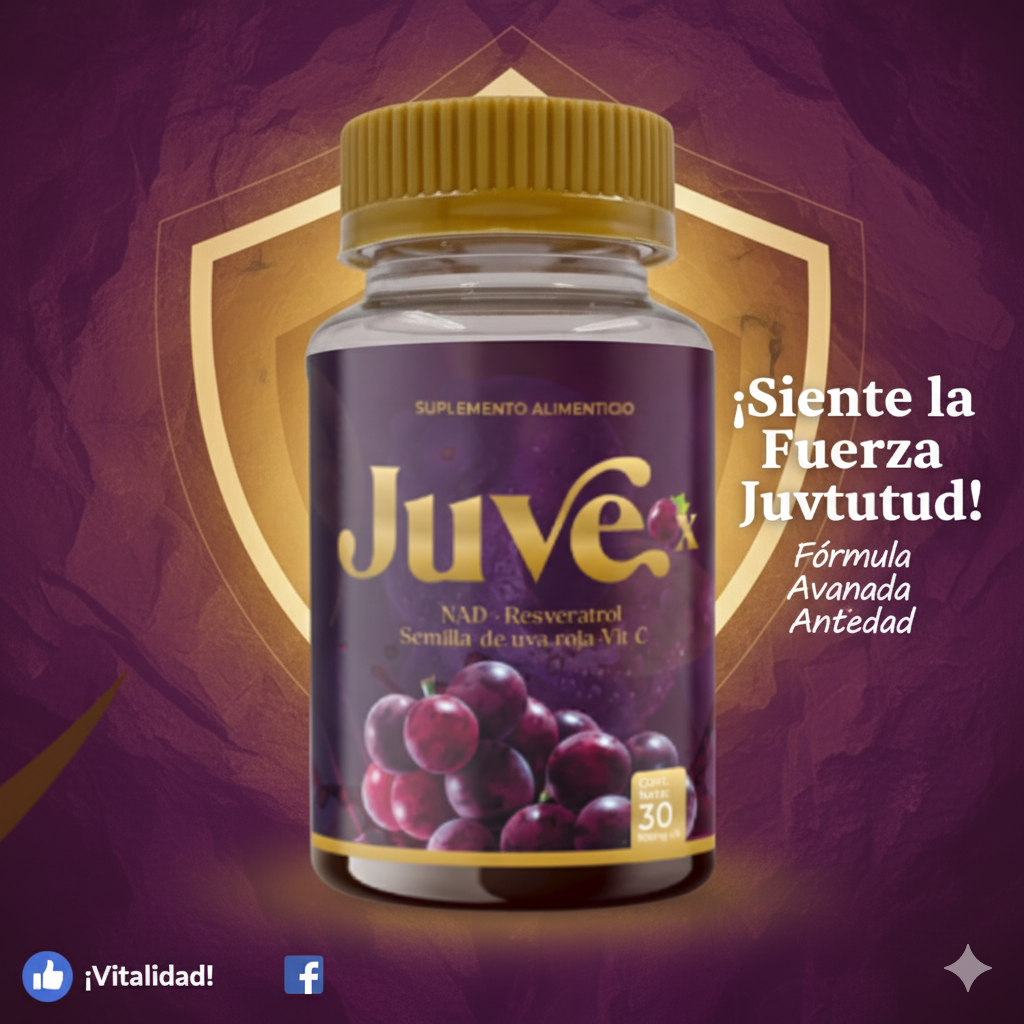 SUPLEMENTO ALIMENTICIO
Juve
x
NAD · Resveratrol
Semilla de uva roja Vit C
30
¡Siente la
Fuerza
Juvtutud!
Fórmula
Avanada
Antedad
¡Vitalidad!
f